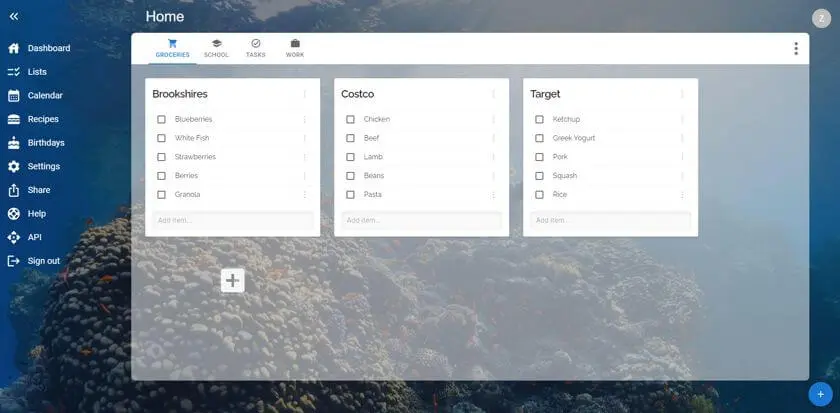 Home
Z
Dashboard
Lists
Calendar
Recipes
Birthdays
Settings
Share
Help
API
Sign out
GROCERIES
SCHOOL
TASKS
WORK
Brookshires
Blueberries
White Fish
Strawberries
Berries
Granola
Add item...
Costco
Chicken
Beef
Lamb
Beans
Pasta
Add item...
Target
Ketchup
Greek Yogurt
Pork
Squash
Rice
Add item...